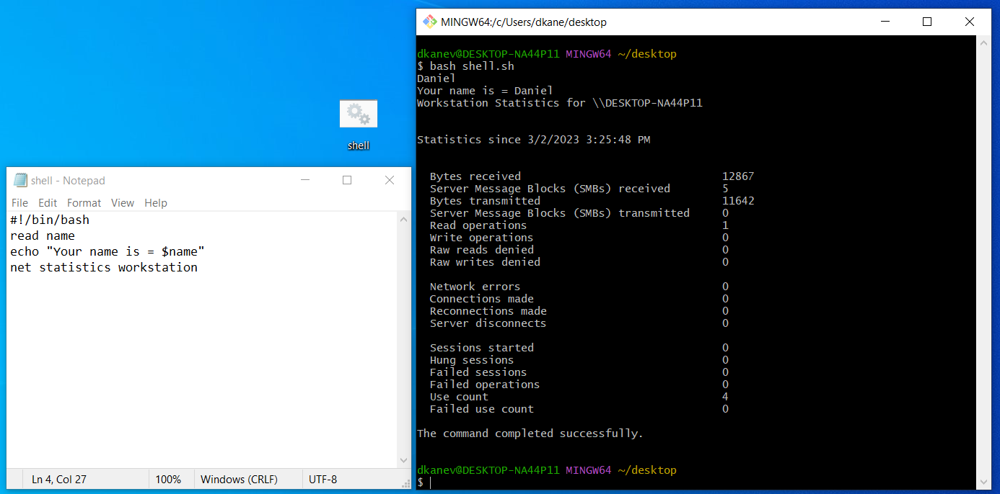 shell
shell - Notepad
File Edit Format View Help
#!/bin/bash
read name
echo "Your name is = $name"
net statistics workstation
Ln 4, Col 27 100% Windows (CRLF) UTF-8
MINGW64:/c/Users/dkane/desktop
dkanev@DESKTOP-NA44P11 MINGW64 ~/desktop
$ bash shell.sh
Daniel
Your name is = Daniel
Workstation Statistics for \\DESKTOP-NA44P11
Statistics since 3/2/2023 3:25:48 PM
Bytes received 12867
Server Message Blocks (SMBs) received 5
Bytes transmitted 11642
Server Message Blocks (SMBs) transmitted 0
Read operations 1
Write operations 0
Raw reads denied 0
Raw writes denied 0
Network errors 0
Connections made 0
Reconnections made 0
Server disconnects 0
Sessions started 0
Hung sessions 0
Failed sessions 0
Failed operations 0
Use count 4
Failed use count 0
The command completed successfully.
dkanev@DESKTOP-NA44P11 MINGW64 ~/desktop
$